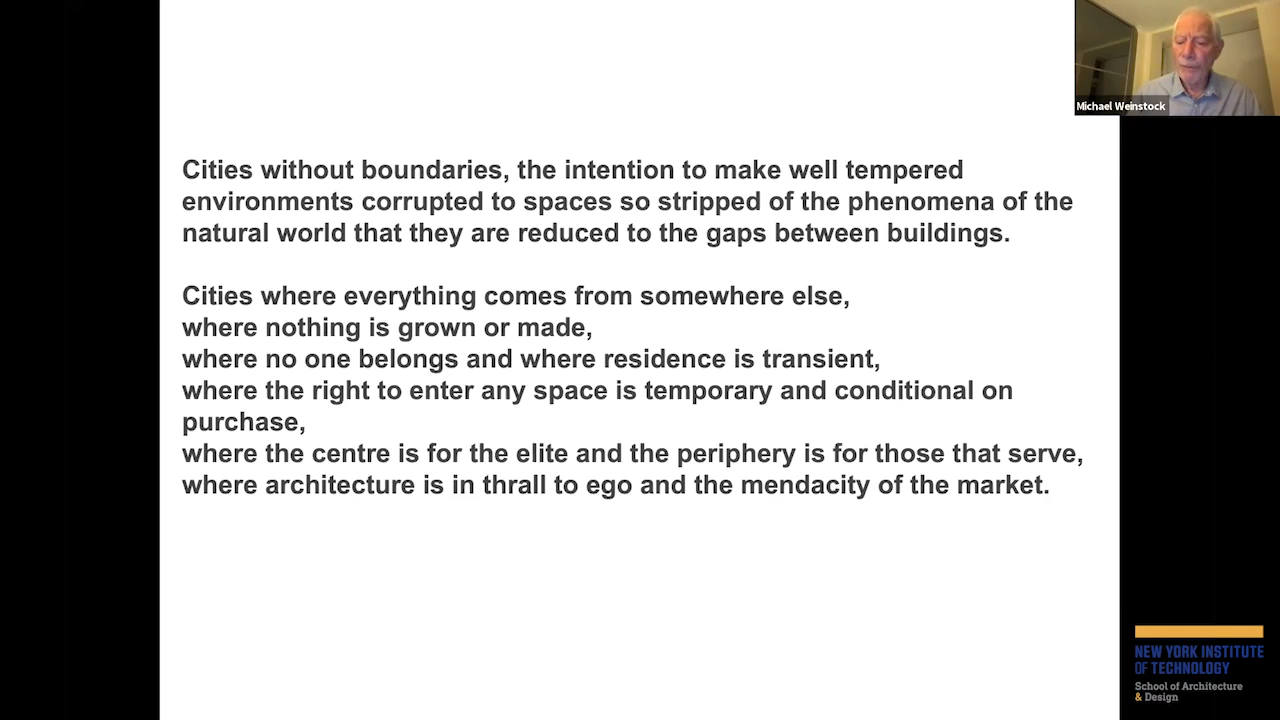 Michael Weinstock
Cities without boundaries, the intention to make well tempered
environments corrupted to spaces so stripped of the phenomena of the
natural world that they are reduced to the gaps between buildings.
Cities where everything comes from somewhere else,
where nothing is grown or made,
where no one belongs and where residence is transient,
where the right to enter any space is temporary and conditional on
purchase,
where the centre is for the elite and the periphery is for those that serve,
where architecture is in thrall to ego and the mendacity of the market.
NEW YORK INSTITUTE
OF TECHNOLOGY
School of Architecture
& Design